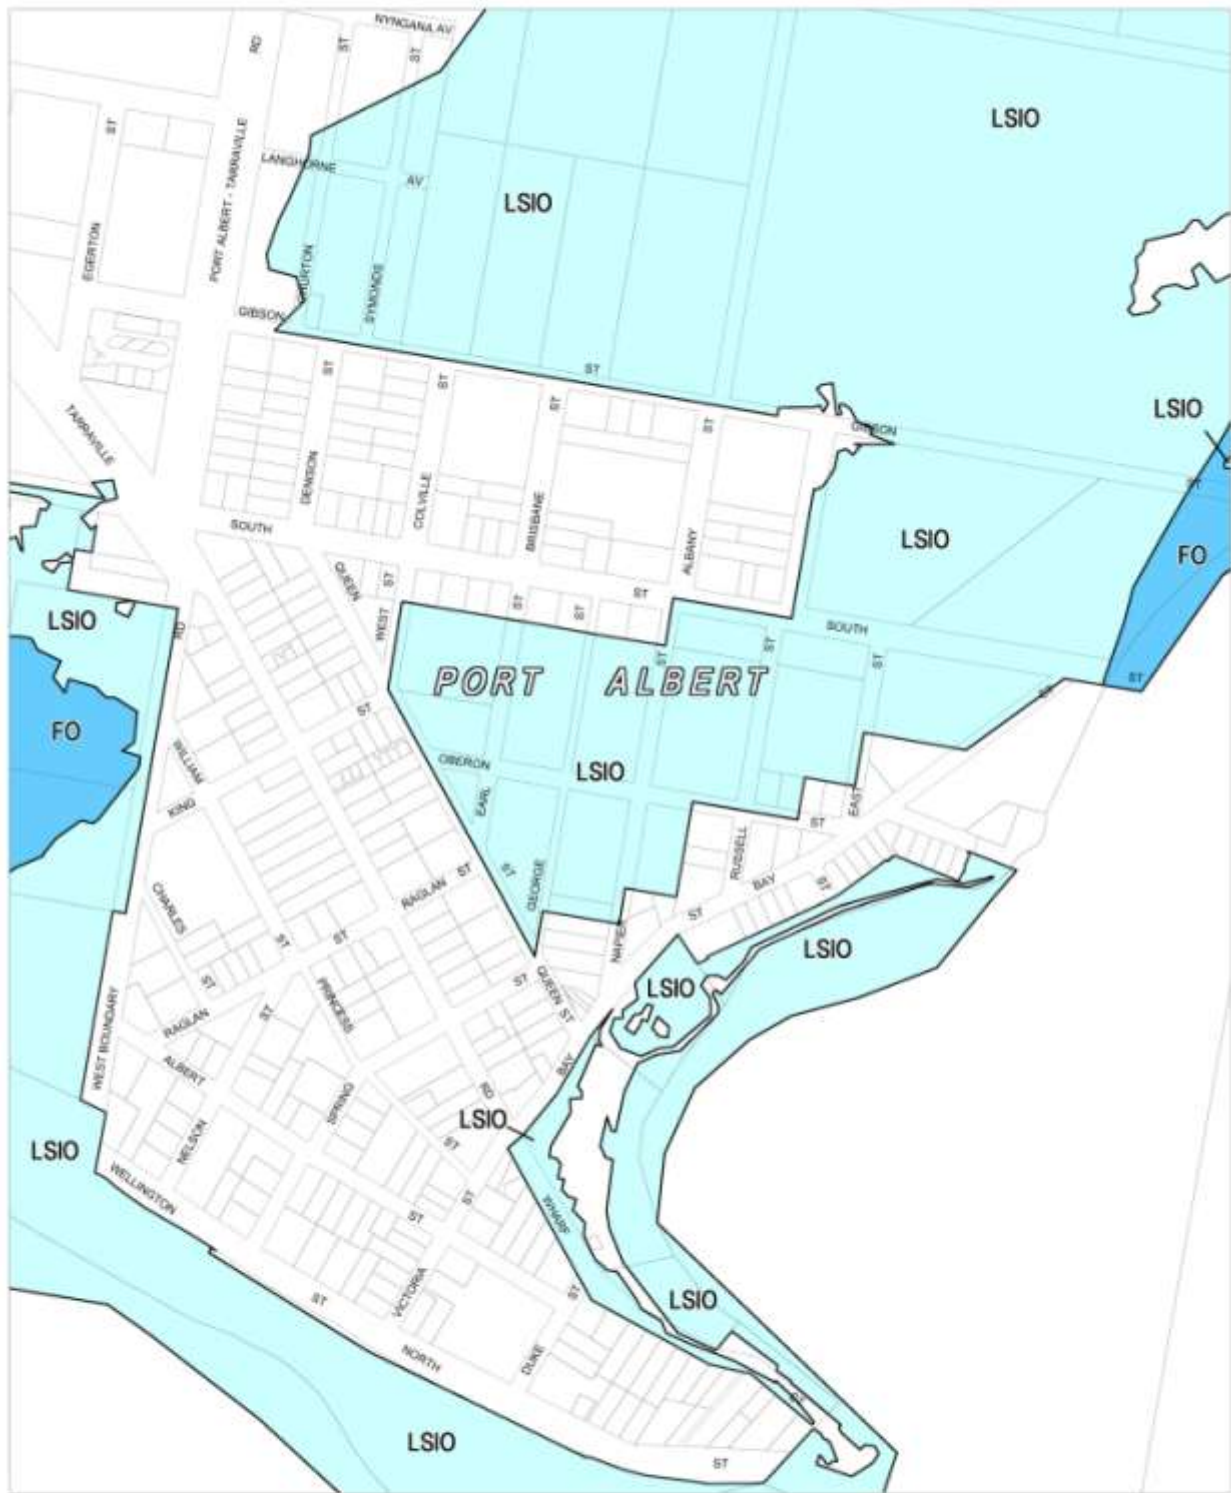 NYNGANA AV
ST
ST
RD
LSIO
ST
PORT ALBERT - TARRAVILLE
LANGHORNE
AV
LSIO
EGERTON
SYMONDS
GIBSON
ST
ST
ST
ST
ST
GIBSON
LSIO
ST
TARRAVILLE
DENISON
COLVILLE
BRISBANE
ALBANY
SOUTH
LSIO
FO
QUEEN
ST
ST
ST
ST
WEST
LSIO
RD
SOUTH
ST
ST
ST
ST
ST
PORT ALBERT
ST
FO
WILLIAM
OBERON
LSIO
KING
EARL
EAST
ST
RUSSELL
ST
RAGLAN
ST
GEORGE
BAY
ST
CHARLES
ST
ST
NAPIER
ST
ST
LSIO
QUEEN ST
ST
LSIO
PRINCESS
ST
RAGLAN
WEST BOUNDARY
ALBERT
BAY
RD
SPRING
LSIO
NELSON
ST
LSIO
WELLINGTON
ST
WHARF
ST
VICTORIA
ST
ST
LSIO
NORTH
DUKE
ST
LSIO
ST